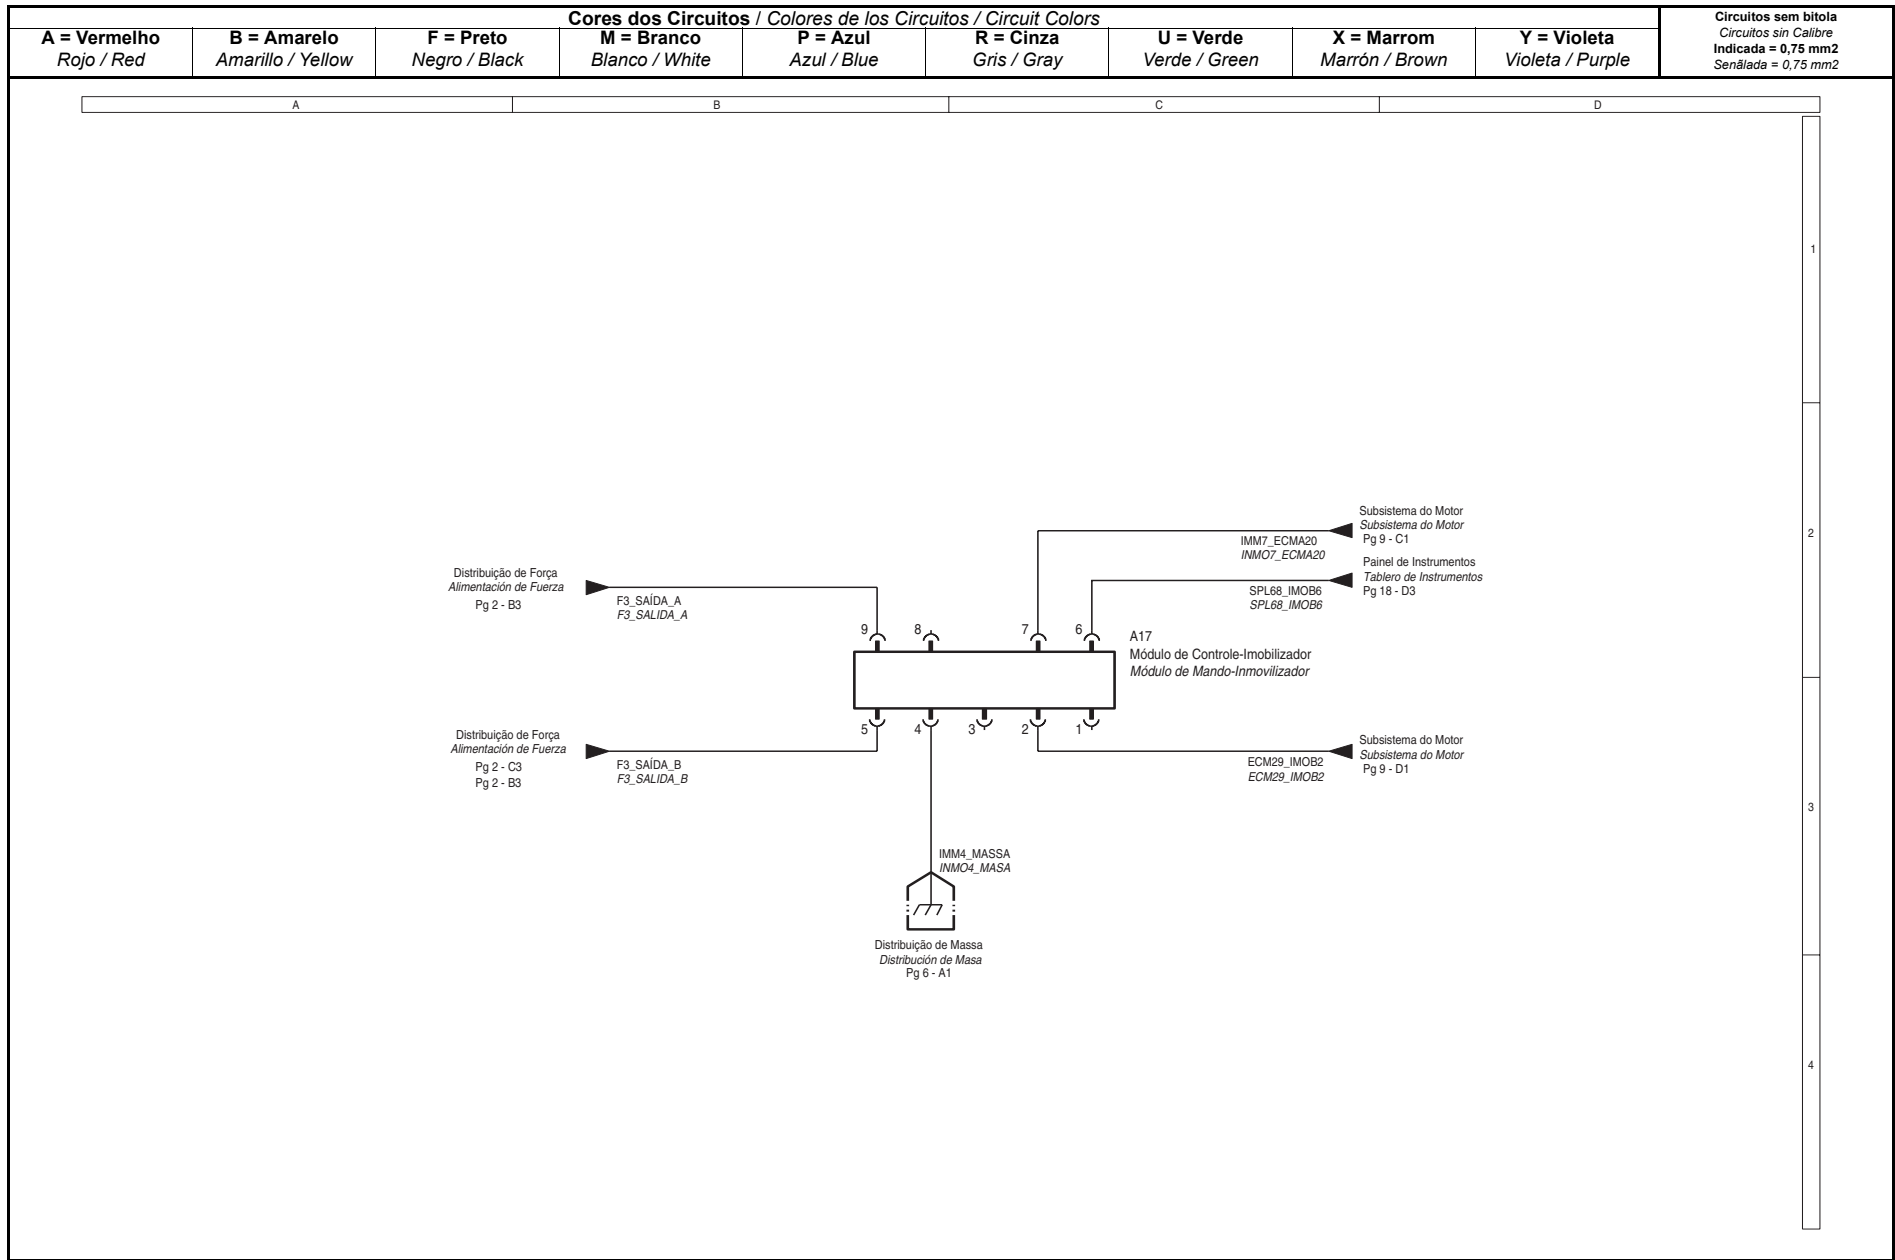 Cores dos Circuitos / Colores de los Circuitos / Circuit Colors
A = Vermelho
Rojo / Red
B = Amarelo
Amarillo / Yellow
F = Preto
Negro / Black
M = Branco
Blanco / White
P = Azul
Azul / Blue
R = Cinza
Gris / Gray
U = Verde
Verde / Green
X = Marrom
Marrón / Brown
Y = Violeta
Violeta / Purple
Circuitos sem bitola
Circuitos sin Calibre
Indicada = 0,75 mm2
Senãlada = 0,75 mm2
A B C D
1
2
3
4
Subsistema do Motor
Subsistema do Motor
Pg 9 - C1
IMM7_ECMA20
INMO7_ECMA20
Painel de Instrumentos
Tablero de Instrumentos
Pg 18 - D3
SPL68_IMOB6
SPL68_IMOB6
Distribuição de Força
Alimentación de Fuerza
Pg 2 - B3
F3_SAÍDA_A
F3_SALIDA_A
9 8 7 6
A17
Módulo de Controle-Imobilizador
Módulo de Mando-Inmovilizador
5 4 3 2 1
Distribuição de Força
Alimentación de Fuerza
Pg 2 - C3
Pg 2 - B3
F3_SAÍDA_B
F3_SALIDA_B
Subsistema do Motor
Subsistema do Motor
Pg 9 - D1
ECM29_IMOB2
ECM29_IMOB2
IMM4_MASSA
INMO4_MASA
Distribuição de Massa
Distribución de Masa
Pg 6 - A1